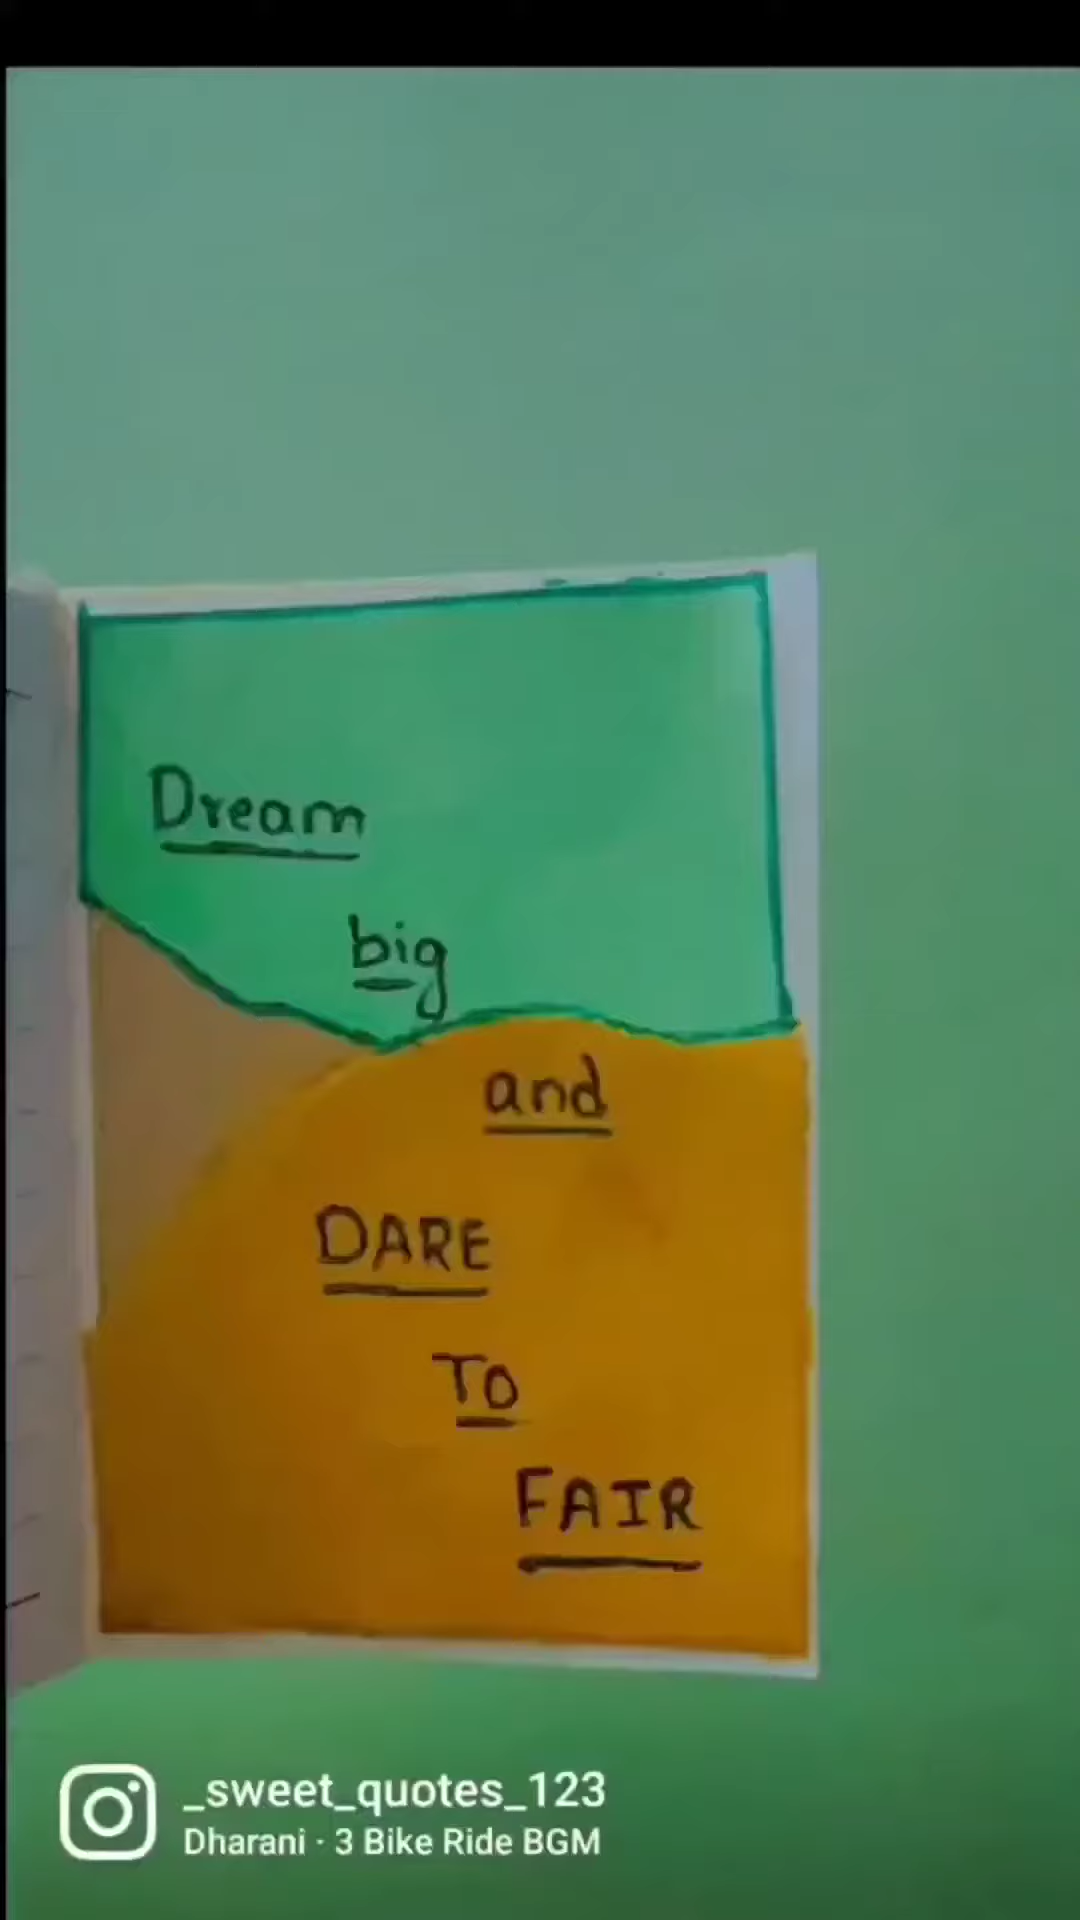 Dream
big
and
DARE
TO
FAIR
_sweet_quotes_123
Dharani · 3 Bike Ride BGM